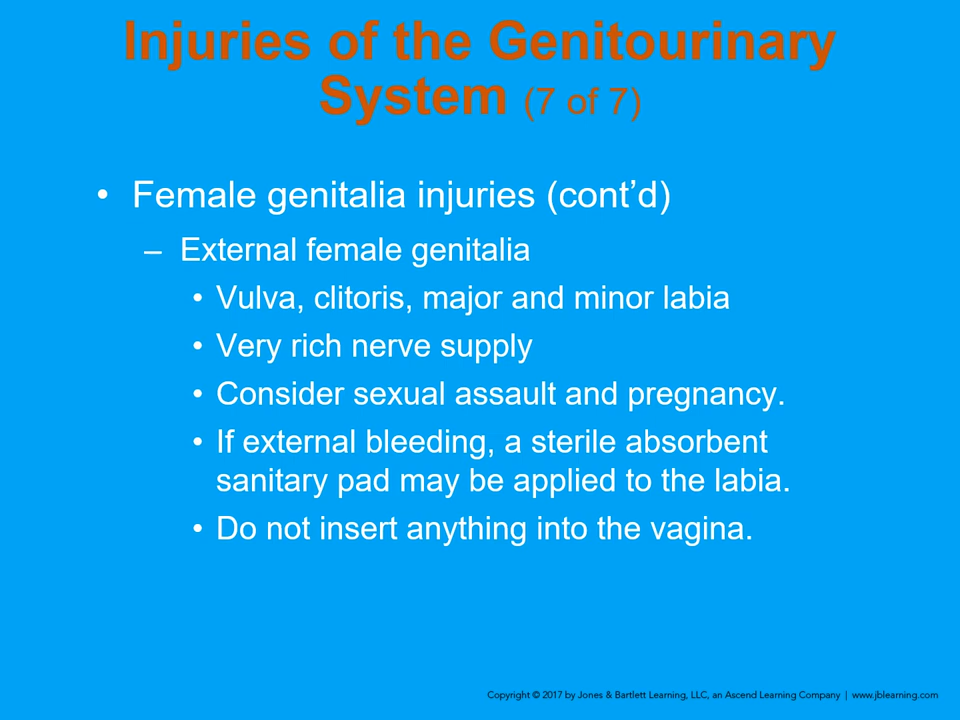 Injuries of the Genitourinary
System (7 of 7)
• Female genitalia injuries (cont’d)
– External female genitalia
• Vulva, clitoris, major and minor labia
• Very rich nerve supply
• Consider sexual assault and pregnancy.
• If external bleeding, a sterile absorbent
sanitary pad may be applied to the labia.
• Do not insert anything into the vagina.
Copyright © 2017 by Jones & Bartlett Learning, LLC, an Ascend Learning Company | www.jblearning.com